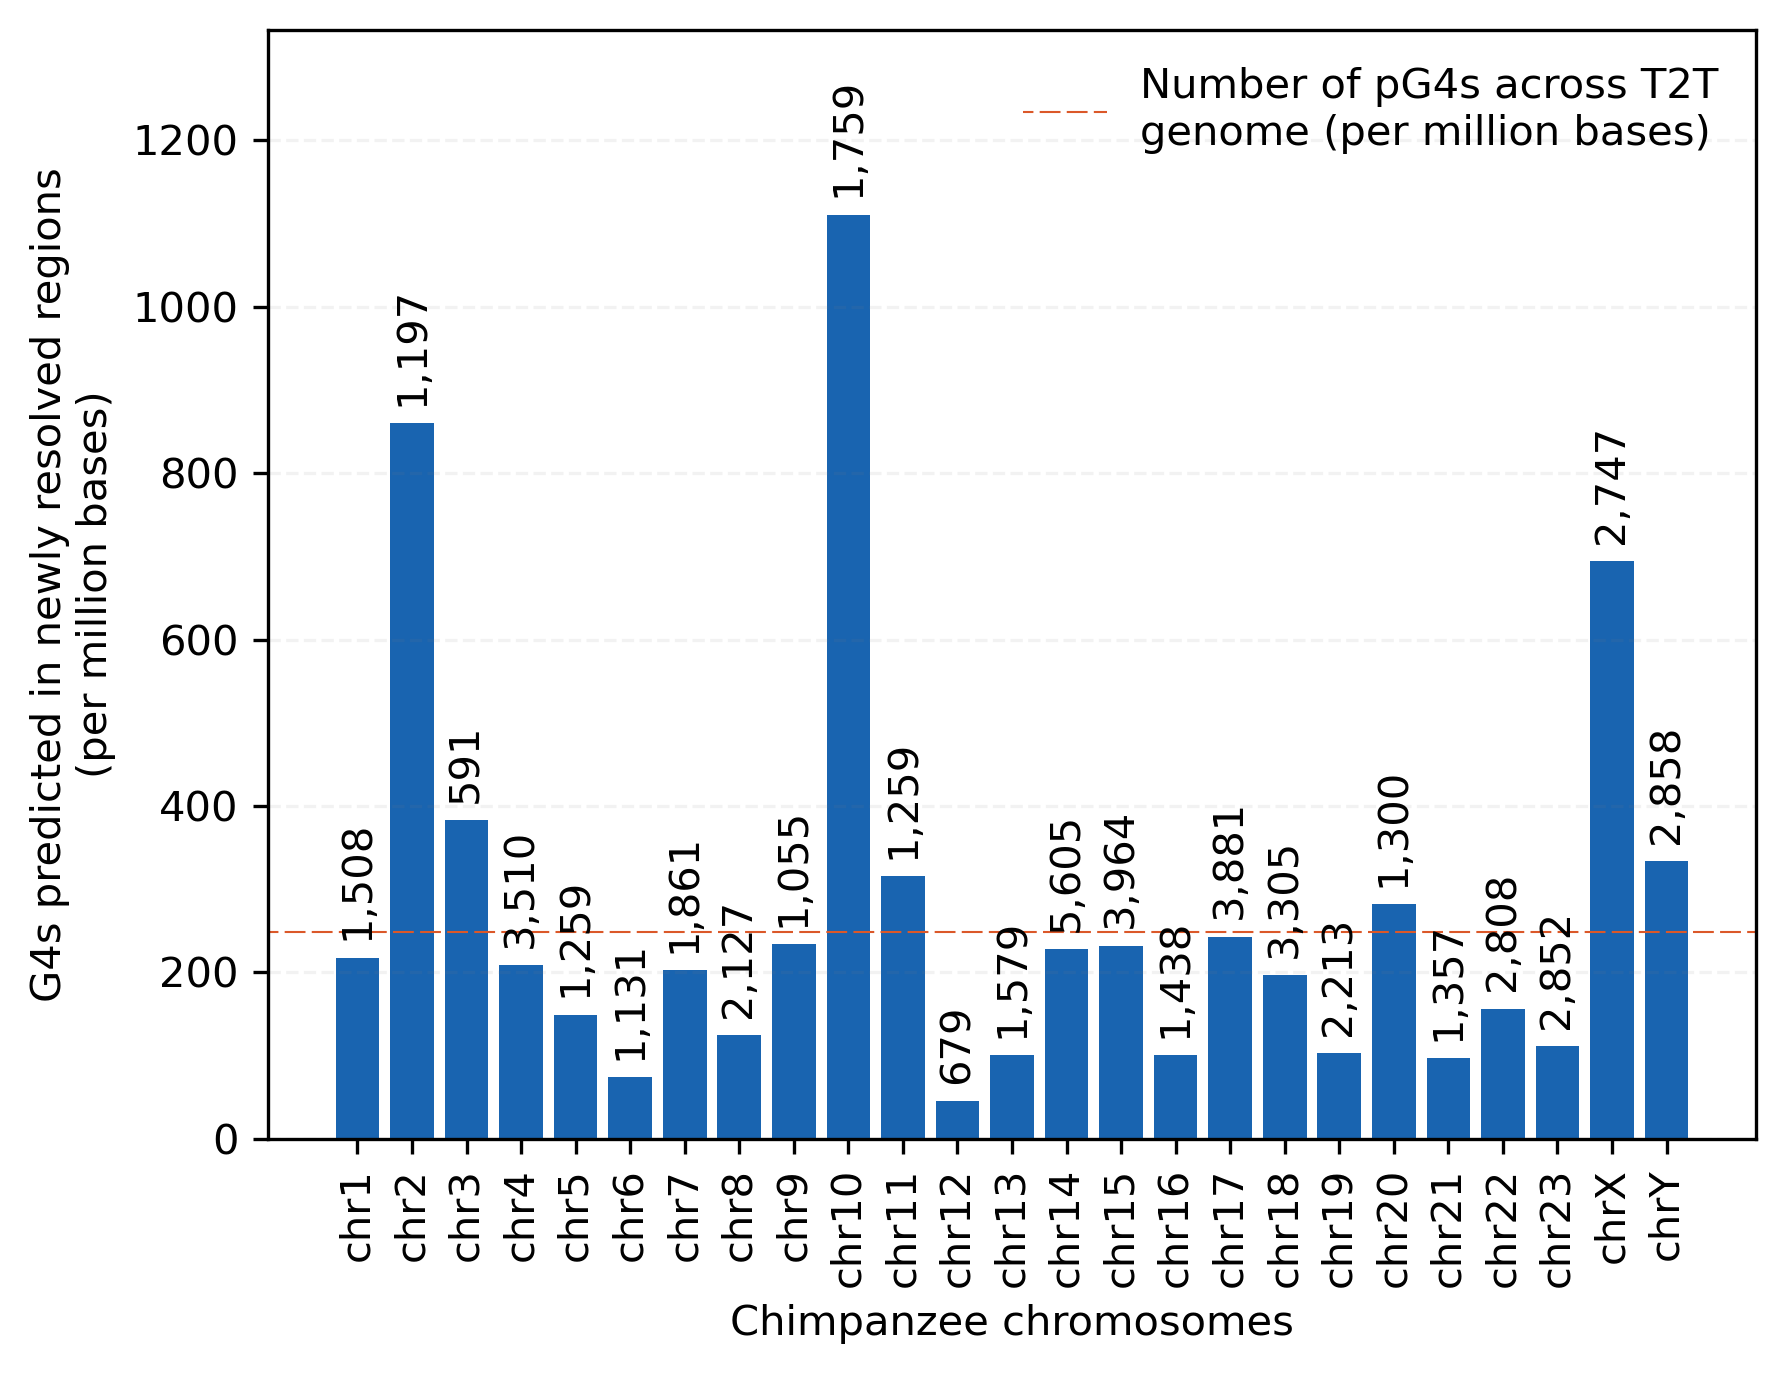 G4s predicted in newly resolved regions
(per million bases)
1200
1000
800
600
400
200
0
Number of pG4s across T2T
genome (per million bases)
1,508
1,197
591
3,510
1,259
1,131
1,861
2,127
1,055
1,759
1,259
679
1,579
5,605
3,964
1,438
3,881
3,305
2,213
1,300
1,357
2,808
2,852
2,747
2,858
chr1
chr2
chr3
chr4
chr5
chr6
chr7
chr8
chr9
chr10
chr11
chr12
chr13
chr14
chr15
chr16
chr17
chr18
chr19
chr20
chr21
chr22
chr23
chrX
chrY
Chimpanzee chromosomes